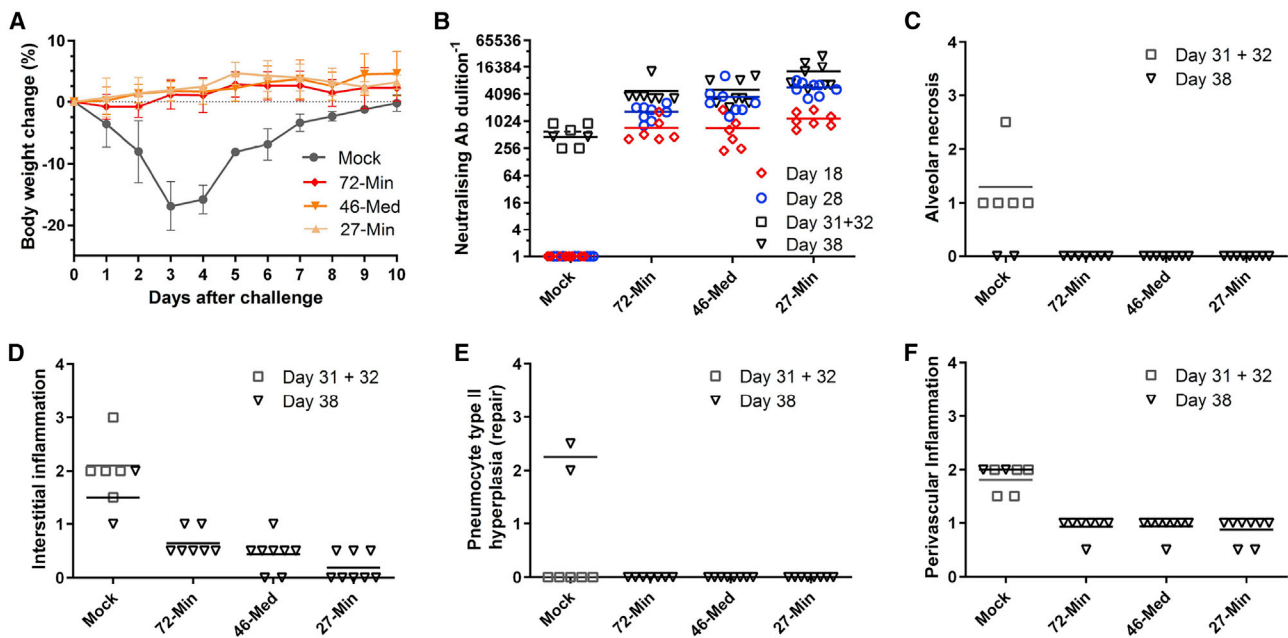 A
Body weight change (%)
10
0
-10
-20
Mock
72-Min
46-Med
27-Min
0 1 2 3 4 5 6 7 8 9 10
Days after challenge
B
Neutralising Ab dulition-1
65536
16384
4096
1024
256
64
16
4
1
Day 18
Day 28
Day 31+32
Day 38
Mock
72-Min
46-Med
27-Min
C
Alveolar necrosis
4
3
2
1
0
Day 31 + 32
Day 38
Mock
72-Min
46-Med
27-Min
D
Interstitial inflammation
4
3
2
1
0
Day 31 + 32
Day 38
Mock
72-Min
46-Med
27-Min
E
Pneumocyte type II
hyperplasia (repair)
4
3
2
1
0
Day 31 + 32
Day 38
Mock
72-Min
46-Med
27-Min
F
Perivascular Inflammation
4
3
2
1
0
Day 31 + 32
Day 38
Mock
72-Min
46-Med
27-Min